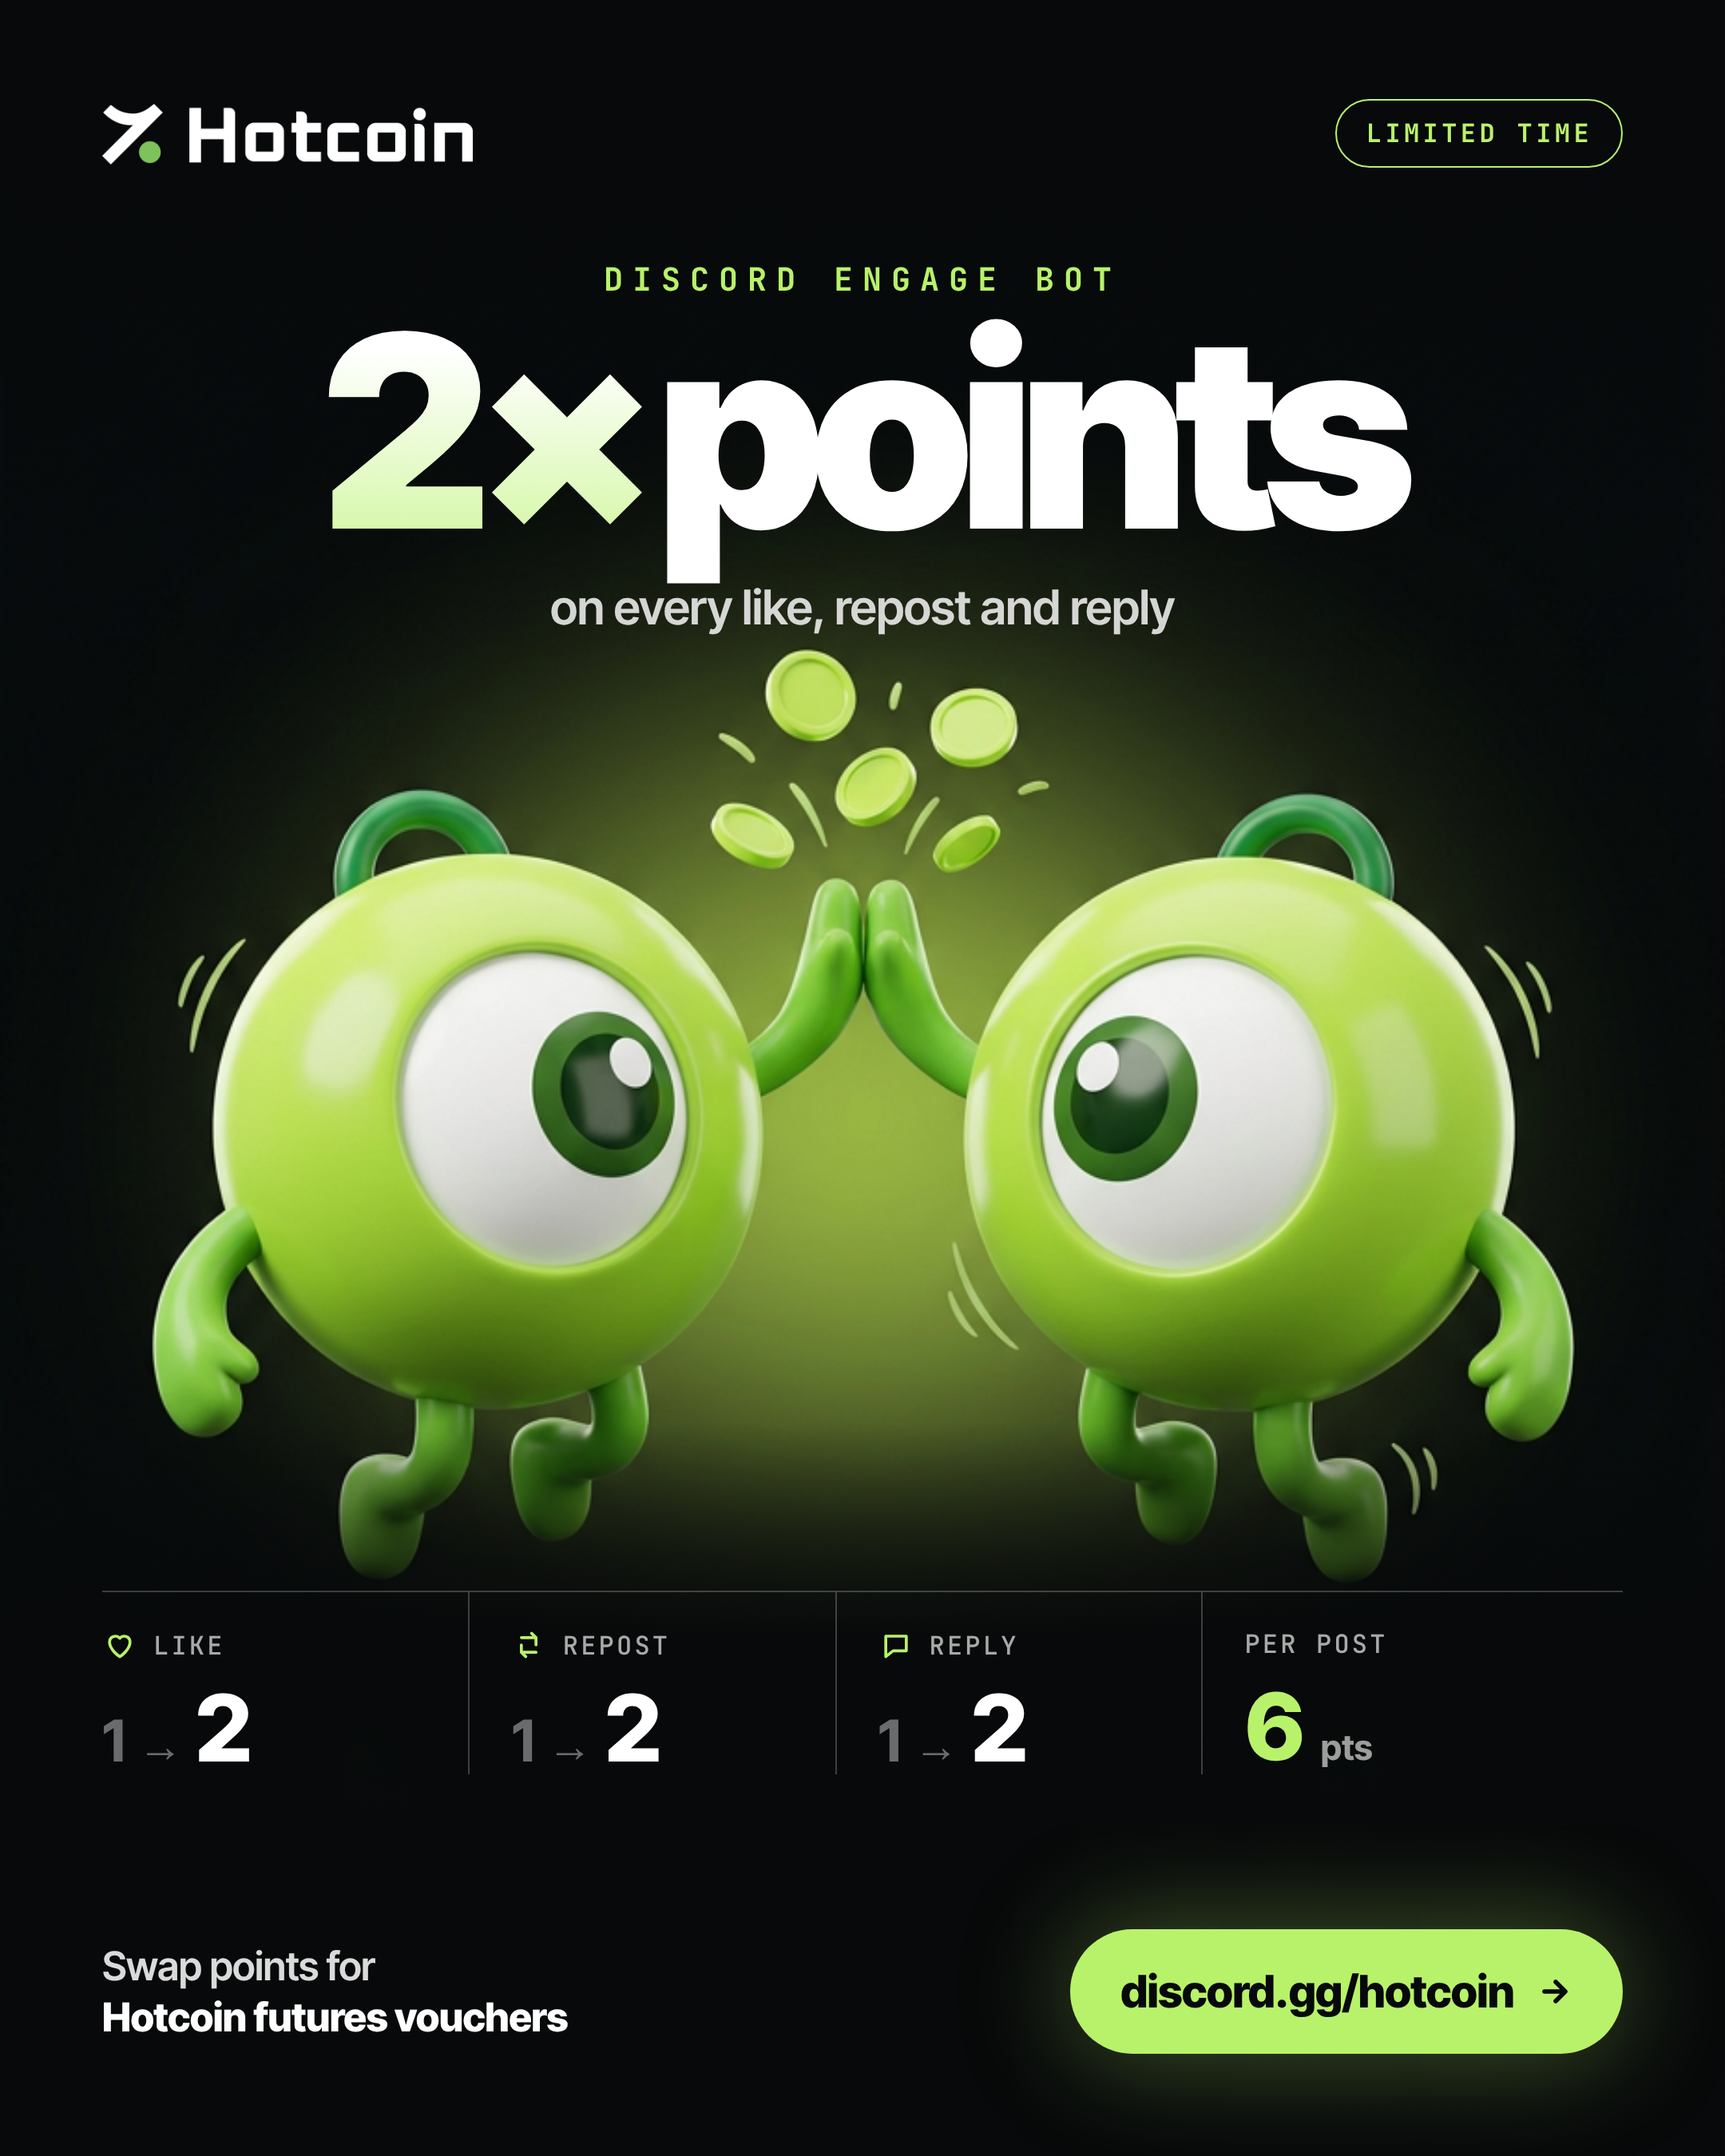 Hotcoin
LIMITED TIME
DISCORD ENGAGE BOT
2× points
on every like, repost and reply
LIKE
1 → 2
REPOST
1 → 2
REPLY
1 → 2
PER POST
6 pts
Swap points for
Hotcoin futures vouchers
discord.gg/hotcoin →